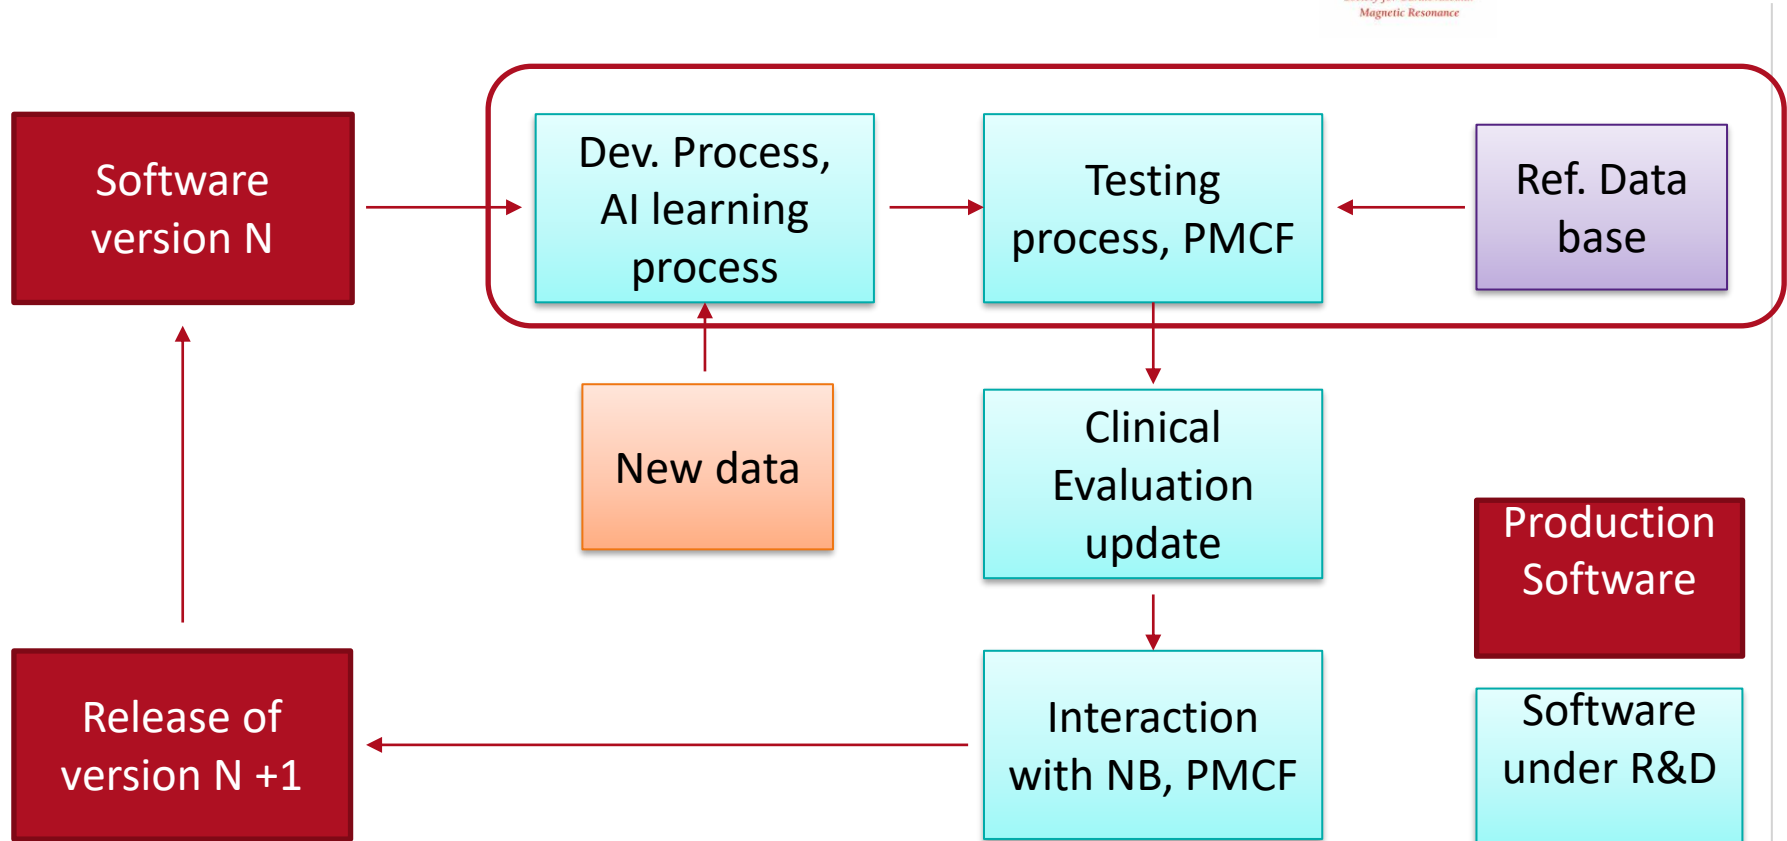 Magnetic Resonance
Software
version N
Dev. Process,
AI learning
process
Testing
process, PMCF
Ref. Data
base
New data
Clinical
Evaluation
update
Production
Software
Release of
version N +1
Interaction
with NB, PMCF
Software
under R&D